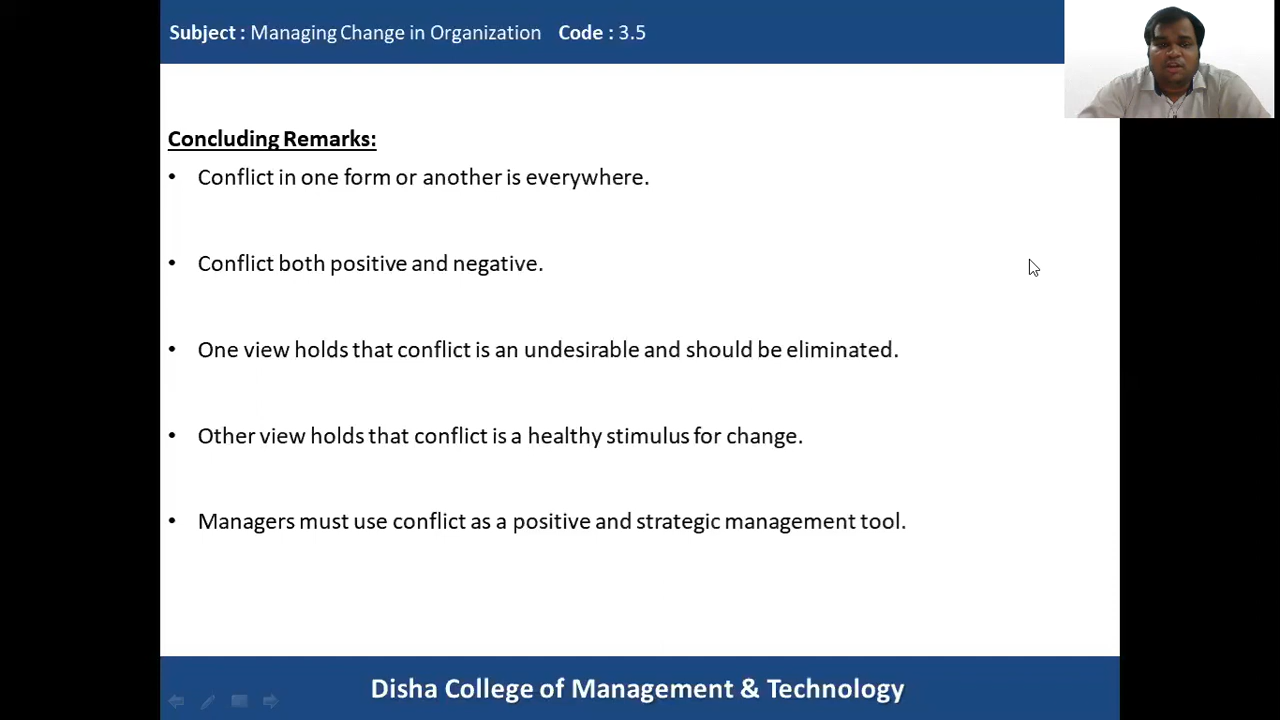 Subject : Managing Change in Organization Code : 3.5
Concluding Remarks:
• Conflict in one form or another is everywhere.
• Conflict both positive and negative.
• One view holds that conflict is an undesirable and should be eliminated.
• Other view holds that conflict is a healthy stimulus for change.
• Managers must use conflict as a positive and strategic management tool.
Disha College of Management & Technology